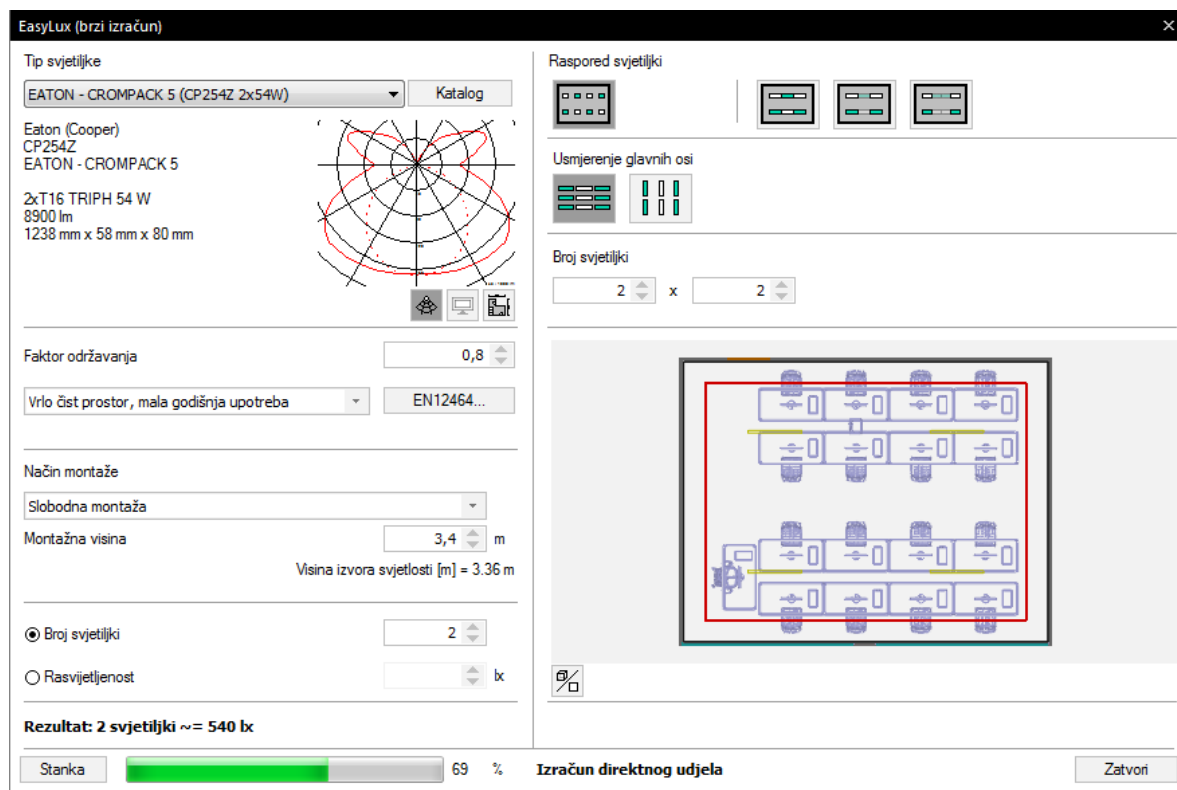 EasyLux (brzi izračun)
Tip svjetiljke
EATON - CROMPACK 5 (CP254Z 2x54W)
Katalog
Eaton (Cooper)
CP254Z
EATON - CROMPACK 5
2xT16 TRIPH 54 W
8900 lm
1238 mm x 58 mm x 80 mm
Faktor održavanja
0,8
Vrlo čist prostor, mala godišnja upotreba
EN12464...
Način montaže
Slobodna montaža
Montažna visina
3,4 m
Visina izvora svjetlosti [m] = 3.36 m
Broj svjetiljki
2
Rasvijetljenost
lx
Rezultat: 2 svjetiljki ~= 540 lx
Raspored svjetiljki
Usmjerenje glavnih osi
Broj svjetiljki
2 x 2
Stanka
69 %
Izračun direktnog udjela
Zatvori